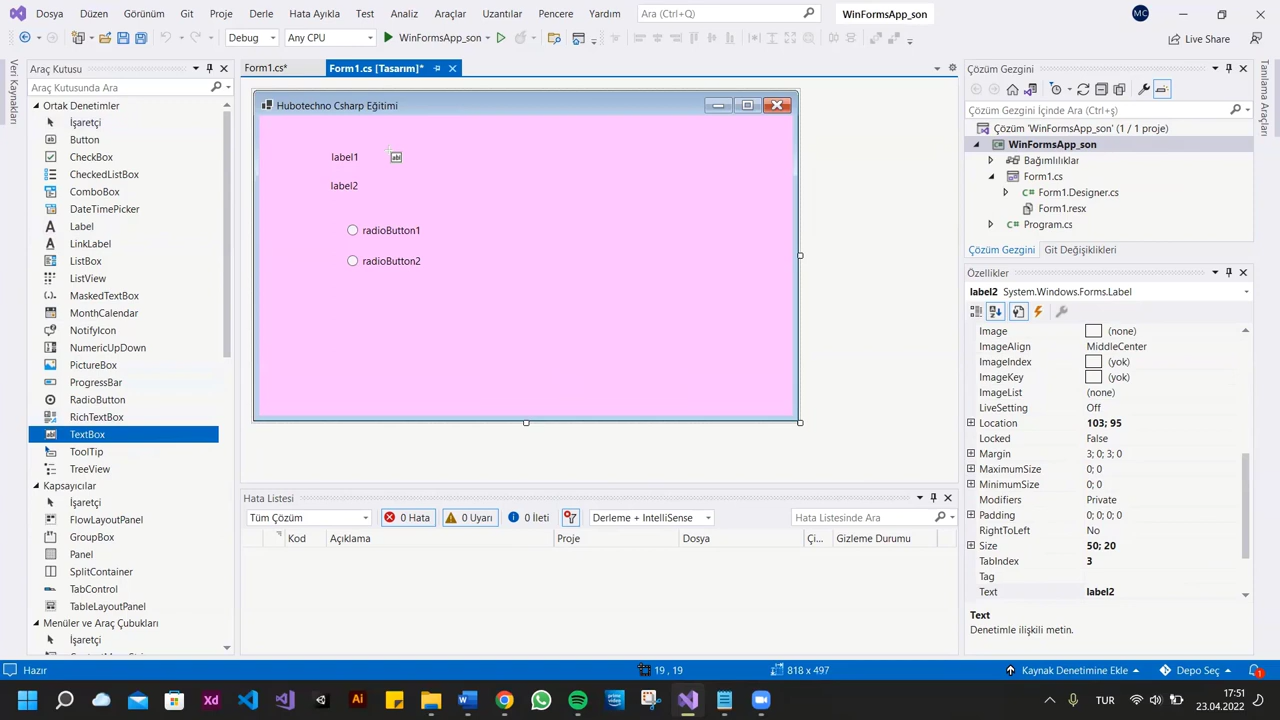 Dosya Düzen Görünüm Git Proje Derle Hata Ayıkla Test Analiz Araçlar Uzantılar Pencere Yardım Ara (Ctrl+Q) WinFormsApp_son MC
Debug Any CPU WinFormsApp_son Live Share
Veri Kaynakları
Araç Kutusu
Araç Kutusunda Ara
Ortak Denetimler
İşaretçi
Button
CheckBox
CheckedListBox
ComboBox
DateTimePicker
Label
LinkLabel
ListBox
ListView
MaskedTextBox
MonthCalendar
NotifyIcon
NumericUpDown
PictureBox
ProgressBar
RadioButton
RichTextBox
TextBox
ToolTip
TreeView
Kapsayıcılar
İşaretçi
FlowLayoutPanel
GroupBox
Panel
SplitContainer
TabControl
TableLayoutPanel
Menüler ve Araç Çubukları
İşaretçi
Form1.cs* Form1.cs [Tasarım]*
Hubotechno Csharp Eğitimi
label1
label2
radioButton1
radioButton2
Hata Listesi
Tüm Çözüm 0 Hata 0 Uyarı 0 İleti Derleme + IntelliSense Hata Listesinde Ara
Kod Açıklama Proje Dosya Çi... Gizleme Durumu
Çözüm Gezgini
Çözüm Gezgini İçinde Ara (Ctrl+ş)
Çözüm 'WinFormsApp_son' (1 / 1 proje)
WinFormsApp_son
Bağımlılıklar
Form1.cs
C# Form1.Designer.cs
Form1.resx
C# Program.cs
Çözüm Gezgini Git Değişiklikleri
Özellikler
label2 System.Windows.Forms.Label
Image (none)
ImageAlign MiddleCenter
ImageIndex (yok)
ImageKey (yok)
ImageList (none)
LiveSetting Off
Location 103; 95
Locked False
Margin 3; 0; 3; 0
MaximumSize 0; 0
MinimumSize 0; 0
Modifiers Private
Padding 0; 0; 0; 0
RightToLeft No
Size 50; 20
TabIndex 3
Tag
Text label2
Text
Denetimle ilişkili metin.
Tanılama Araçları
Hazır 19 , 19 818 x 497 Kaynak Denetimine Ekle Depo Seç 1
Xd Ai TUR 17:51
23.04.2022